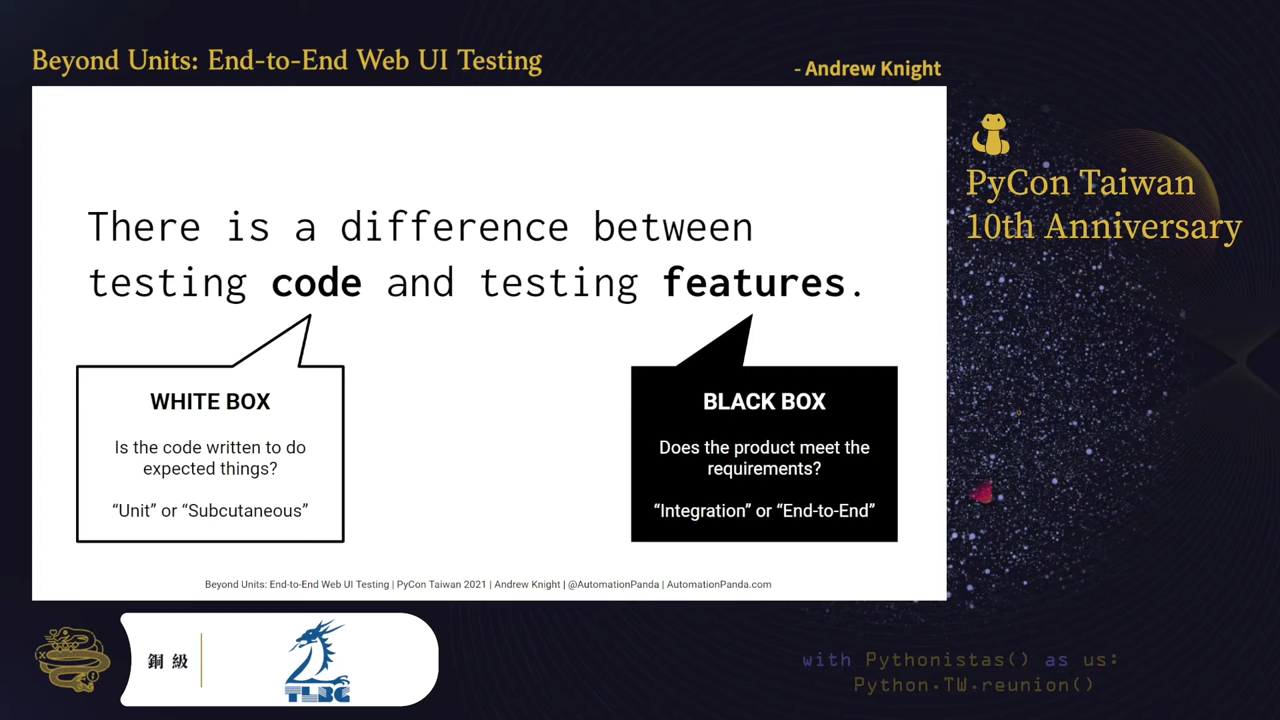 Beyond Units: End-to-End Web UI Testing
- Andrew Knight
PyCon Taiwan
10th Anniversary
There is a difference between
testing code and testing features.
WHITE BOX
Is the code written to do
expected things?
“Unit” or “Subcutaneous”
BLACK BOX
Does the product meet the
requirements?
“Integration” or “End-to-End”
Beyond Units: End-to-End Web UI Testing | PyCon Taiwan 2021 | Andrew Knight | @AutomationPanda | AutomationPanda.com
銅 級
TLBG
with Pythonistas() as us:
Python.TW.reunion()